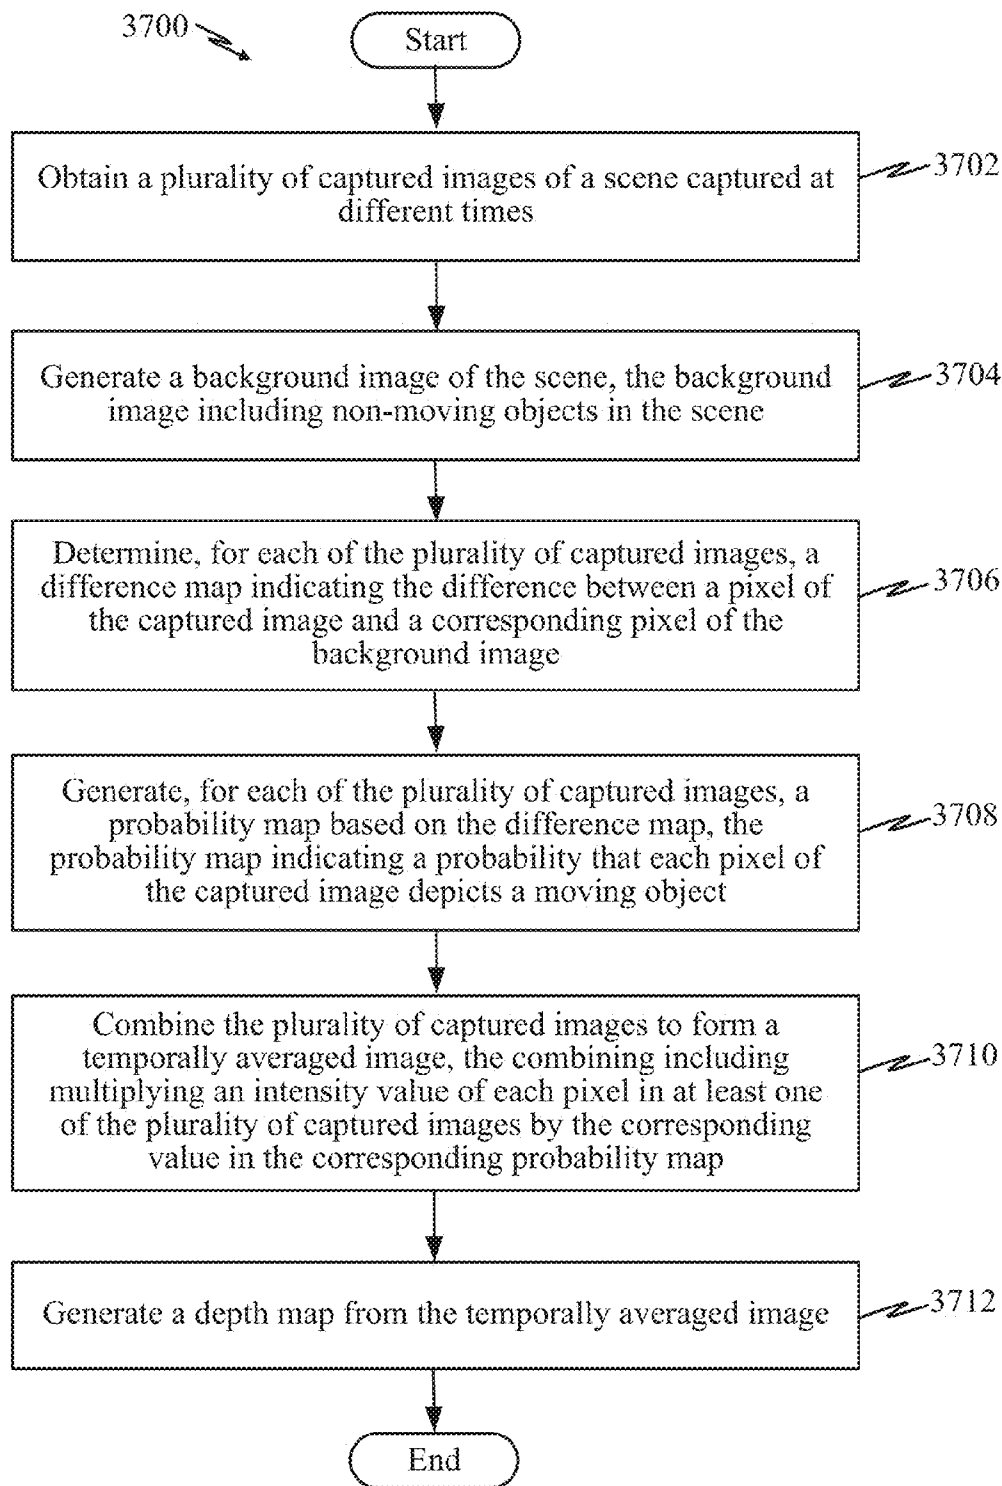 3700
Start
Obtain a plurality of captured images of a scene captured at
different times
3702
Generate a background image of the scene, the background
image including non-moving objects in the scene
3704
Determine, for each of the plurality of captured images, a
difference map indicating the difference between a pixel of
the captured image and a corresponding pixel of the
background image
3706
Generate, for each of the plurality of captured images, a
probability map based on the difference map, the
probability map indicating a probability that each pixel of
the captured image depicts a moving object
3708
Combine the plurality of captured images to form a
temporally averaged image, the combining including
multiplying an intensity value of each pixel in at least one
of the plurality of captured images by the corresponding
value in the corresponding probability map
3710
Generate a depth map from the temporally averaged image
3712
End